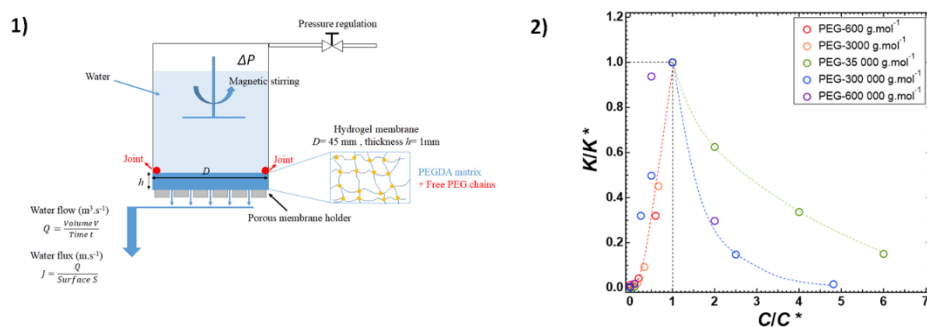 1)
Pressure regulation
ΔP
Water
Magnetic stirring
Hydrogel membrane
D= 45 mm , thickness h= 1mm
Joint
Joint
D
h
PEGDA matrix
+ Free PEG chains
Porous membrane holder
Water flow (m³.s⁻¹)
Q = Volume V / Time t
Water flux (m.s⁻¹)
J = Q / Surface S
2)
PEG-600 g.mol⁻¹
PEG-3000 g.mol⁻¹
PEG-35 000 g.mol⁻¹
PEG-300 000 g.mol⁻¹
PEG-600 000 g.mol⁻¹
K/K*
1.0
0.8
0.6
0.4
0.2
0.0
0 1 2 3 4 5 6 7
C/C*